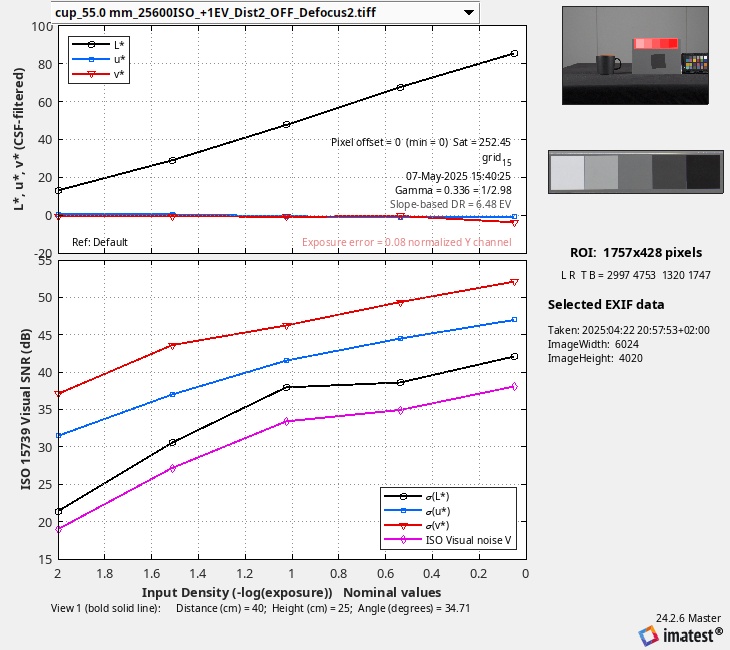 cup_55.0 mm_25600ISO_+1EV_Dist2_OFF_Defocus2.tiff
100
80
60
40
20
0
-20
L*, u*, v* (CSF-filtered)
L*
u*
v*
Pixel offset = 0 (min = 0) Sat = 252.45
grid15
07-May-2025 15:40:25
Gamma = 0.336 = 1/2.98
Slope-based DR = 6.48 EV
Ref: Default
Exposure error = 0.08 normalized Y channel
55
50
45
40
35
30
25
20
15
ISO 15739 Visual SNR (dB)
σ(L*)
σ(u*)
σ(v*)
ISO Visual noise V
2 1.8 1.6 1.4 1.2 1 0.8 0.6 0.4 0.2 0
Input Density (-log(exposure)) Nominal values
View 1 (bold solid line): Distance (cm) = 40; Height (cm) = 25; Angle (degrees) = 34.71
ROI: 1757x428 pixels
L R T B = 2997 4753 1320 1747
Selected EXIF data
Taken: 2025:04:22 20:57:53+02:00
ImageWidth: 6024
ImageHeight: 4020
24.2.6 Master
imatest®